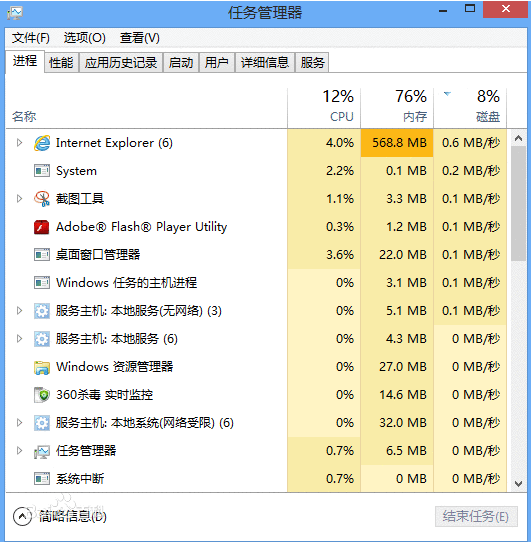 任务管理器
文件(F) 选项(O) 查看(V)
进程 性能 应用历史记录 启动 用户 详细信息 服务
12% 76% 8%
名称 CPU 内存 磁盘
Internet Explorer (6) 4.0% 568.8 MB 0.6 MB/秒
System 2.2% 0.1 MB 0.2 MB/秒
截图工具 1.1% 3.3 MB 0.1 MB/秒
Adobe® Flash® Player Utility 0.3% 1.2 MB 0.1 MB/秒
桌面窗口管理器 3.6% 22.0 MB 0.1 MB/秒
Windows 任务的主机进程 0% 3.1 MB 0.1 MB/秒
服务主机: 本地服务(无网络) (3) 0% 5.1 MB 0.1 MB/秒
服务主机: 本地服务 (6) 0% 4.3 MB 0 MB/秒
Windows 资源管理器 0% 27.0 MB 0 MB/秒
360杀毒 实时监控 0% 14.6 MB 0 MB/秒
服务主机: 本地系统(网络受限) (6) 0% 32.0 MB 0 MB/秒
任务管理器 0.7% 6.5 MB 0 MB/秒
系统中断 0.7% 0 MB 0 MB/秒
简略信息(D) 结束任务(E)